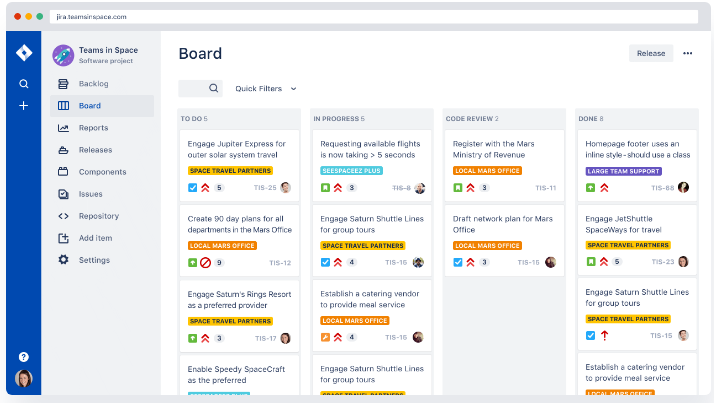 jira.teamsinspace.com
Teams in Space
Software project
Backlog
Board
Reports
Releases
Components
Issues
Repository
Add item
Settings
Board
Release
Quick Filters
TO DO 5
Engage Jupiter Express for
outer solar system travel
SPACE TRAVEL PARTNERS
5
TIS-25
Create 90 day plans for all
departments in the Mars Office
LOCAL MARS OFFICE
9
TIS-12
Engage Saturn's Rings Resort
as a preferred provider
SPACE TRAVEL PARTNERS
3
TIS-17
Enable Speedy SpaceCraft
as the preferred
IN PROGRESS 5
Requesting available flights
is now taking > 5 seconds
SEESPACEEZ PLUS
3
TIS-8
Engage Saturn Shuttle Lines
for group tours
SPACE TRAVEL PARTNERS
4
TIS-16
Establish a catering vendor
to provide meal service
LOCAL MARS OFFICE
4
TIS-16
Engage Saturn Shuttle Lines
for group tours
SPACE TRAVEL PARTNERS
CODE REVIEW 2
Register with the Mars
Ministry of Revenue
LOCAL MARS OFFICE
3
TIS-11
Draft network plan for Mars
Office
LOCAL MARS OFFICE
3
TIS-15
DONE 8
Homepage footer uses an
inline style-should use a class
LARGE TEAM SUPPORT
TIS-68
Engage JetShuttle
SpaceWays for travel
SPACE TRAVEL PARTNERS
5
TIS-23
Engage Saturn Shuttle Lines
for group tours
SPACE TRAVEL PARTNERS
TIS-15
Establish a catering vendor
to provide meal service
LOCAL MARS OFFICE